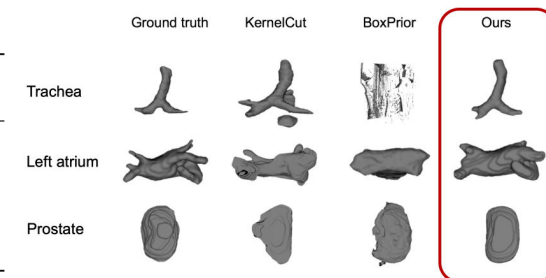 Ground truth KernelCut BoxPrior Ours
Trachea
Left atrium
Prostate